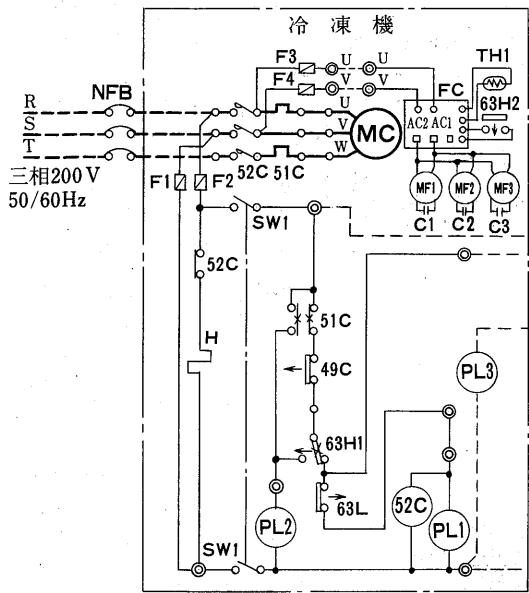 冷凍機
F3 U U TH1
F4 V V FC
NFB U 63H2
R
S V MC AC2 AC1
T W
三相200V F1 F2 52C 51C MF1 MF2 MF3
50/60Hz
SW1 C1 C2 C3
52C
51C
H 49C
PL3
63H1
63L 52C
PL2 PL1
SW1